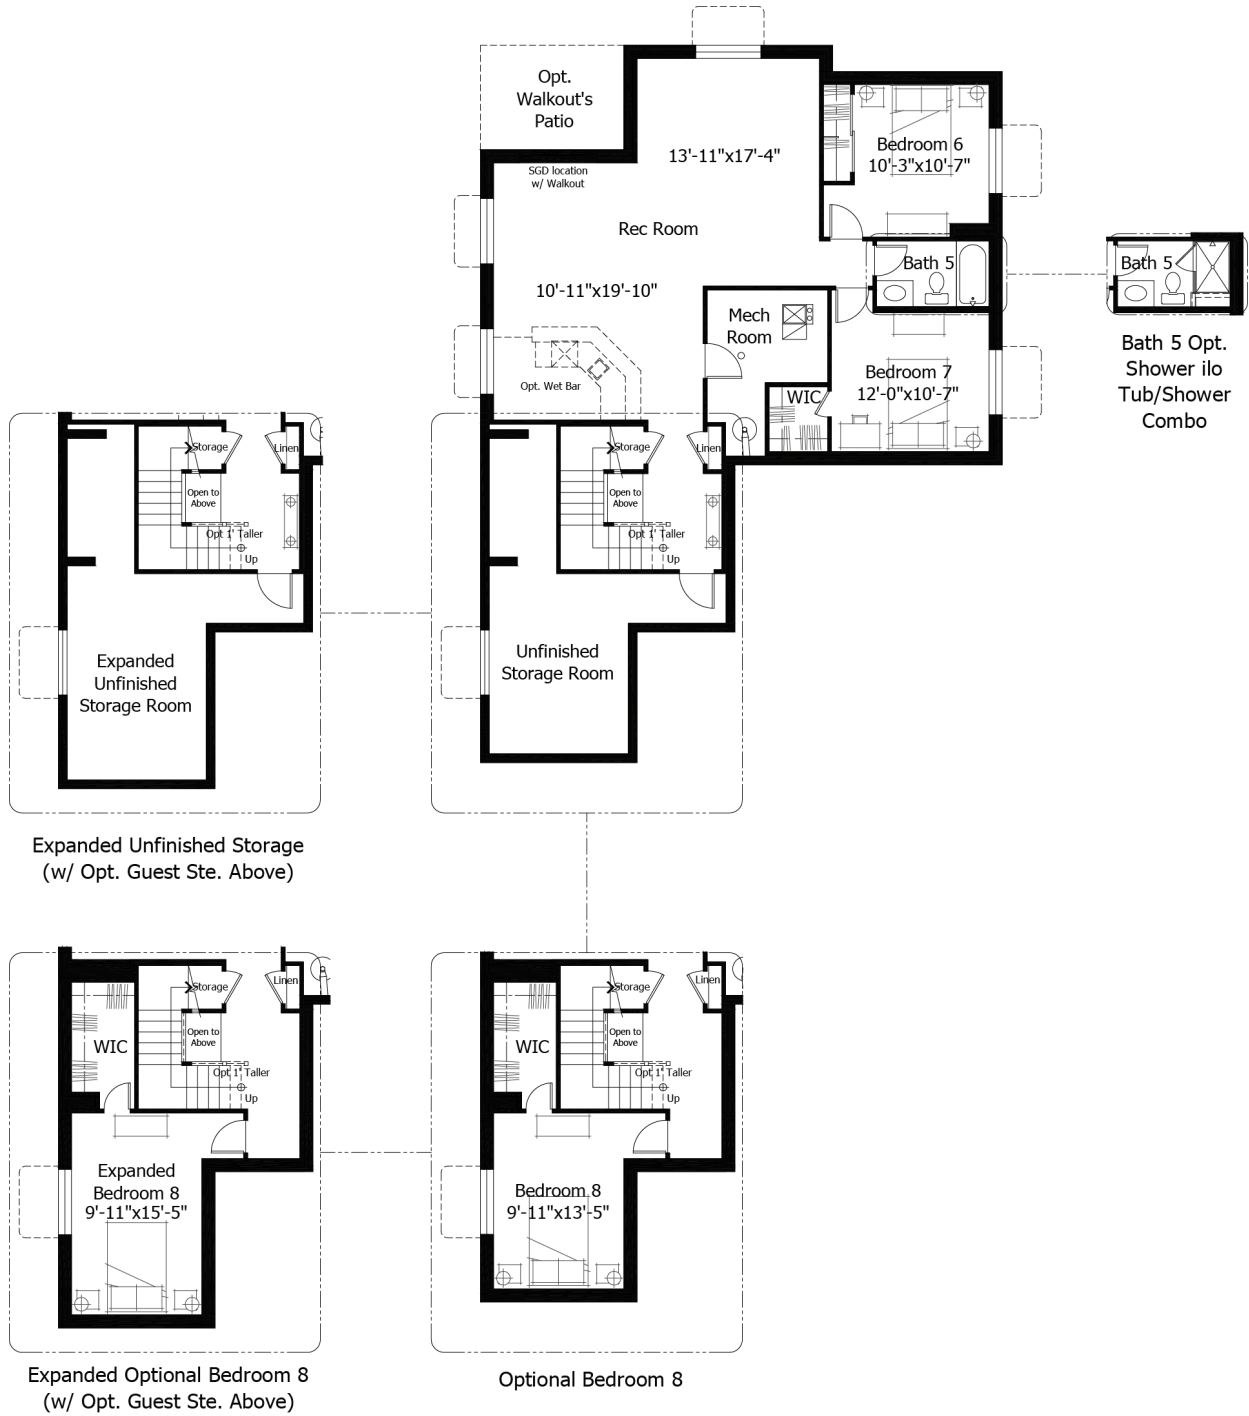 Opt.
Walkout's
Patio
SGD location
w/ Walkout
13'-11"x17'-4"
Bedroom 6
10'-3"x10'-7"
Rec Room
10'-11"x19'-10"
Bath 5
Bath 5
Bath 5 Opt.
Shower ilo
Tub/Shower
Combo
Mech
Room
Opt. Wet Bar
Bedroom 7
12'-0"x10'-7"
WIC
Storage
Linen
Open to
Above
Opt 1' Taller
Up
Expanded
Unfinished
Storage Room
Expanded Unfinished Storage
(w/ Opt. Guest Ste. Above)
Storage
Linen
Open to
Above
Opt 1' Taller
Up
Unfinished
Storage Room
Storage
Linen
Open to
Above
WIC
Opt 1' Taller
Up
Expanded
Bedroom 8
9'-11"x15'-5"
Expanded Optional Bedroom 8
(w/ Opt. Guest Ste. Above)
Storage
Linen
Open to
Above
WIC
Opt 1' Taller
Up
Bedroom 8
9'-11"x13'-5"
Optional Bedroom 8